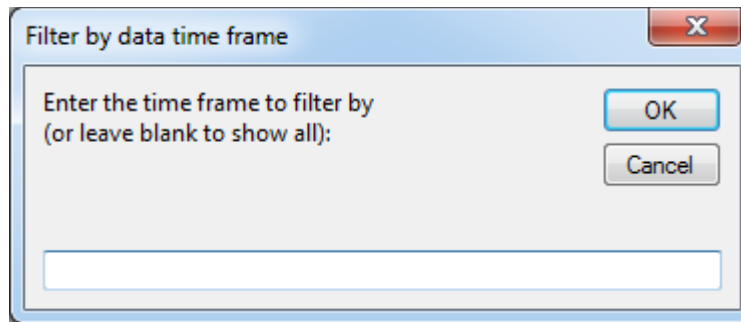 Filter by data time frame
Enter the time frame to filter by
(or leave blank to show all):
OK
Cancel